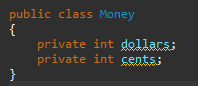 public class Money
{
    private int dollars;
    private int cents;
}